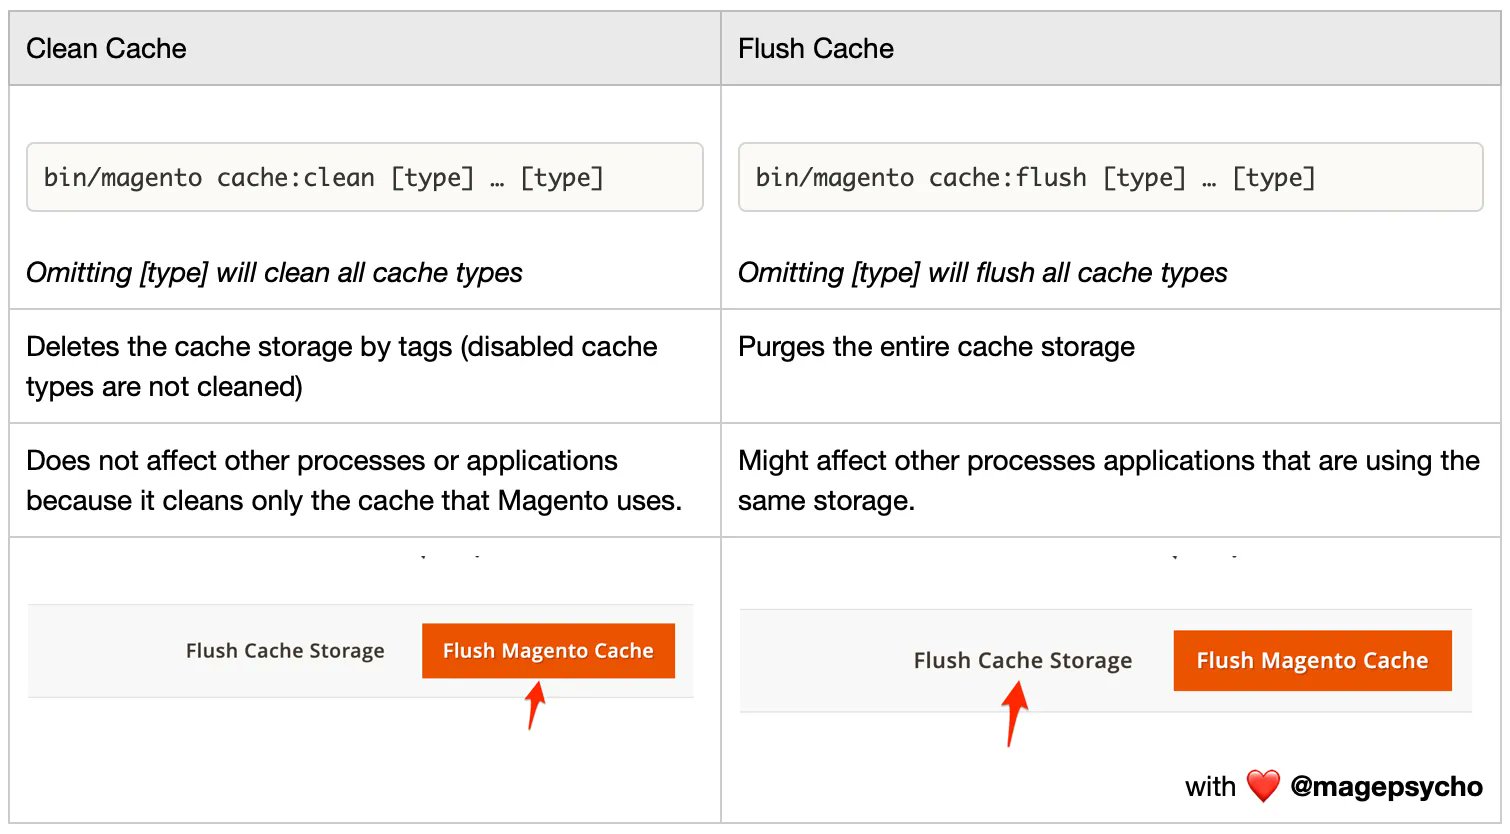 Clean Cache
Flush Cache
bin/magento cache:clean [type] … [type]
bin/magento cache:flush [type] … [type]
Omitting [type] will clean all cache types
Omitting [type] will flush all cache types
Deletes the cache storage by tags (disabled cache
types are not cleaned)
Purges the entire cache storage
Does not affect other processes or applications
because it cleans only the cache that Magento uses.
Might affect other processes applications that are using the
same storage.
Flush Cache Storage
Flush Magento Cache
Flush Cache Storage
Flush Magento Cache
with ❤️ @magepsycho